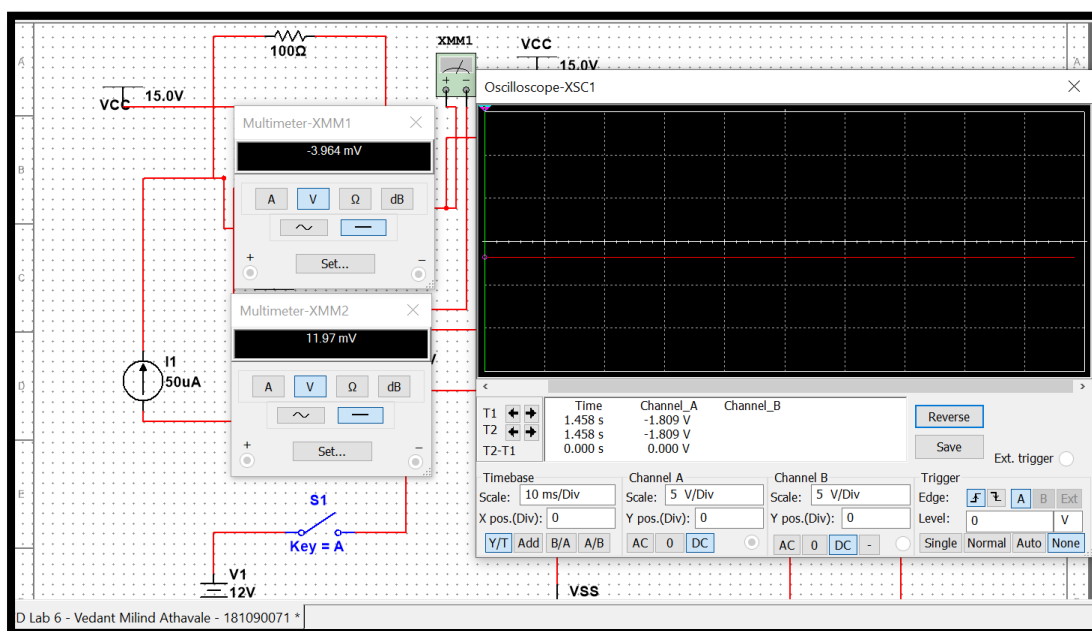 100Ω
XMM1
VCC
15.0V
VCC
15.0V
A
B
C
D
E
A
Multimeter-XMM1
-3.964 mV
A V Ω dB
+ Set... −
Multimeter-XMM2
11.97 mV
A V Ω dB
+ Set... −
I1
50uA
S1
Key = A
V1
12V
VSS
Oscilloscope-XSC1
Time Channel_A Channel_B
T1 1.458 s -1.809 V
T2 1.458 s -1.809 V
T2-T1 0.000 s 0.000 V
Reverse
Save
Ext. trigger
Timebase
Scale: 10 ms/Div
X pos.(Div): 0
Y/T Add B/A A/B
Channel A
Scale: 5 V/Div
Y pos.(Div): 0
AC 0 DC
Channel B
Scale: 5 V/Div
Y pos.(Div): 0
AC 0 DC -
Trigger
Edge: A B Ext
Level: 0 V
Single Normal Auto None
D Lab 6 - Vedant Milind Athavale - 181090071 *